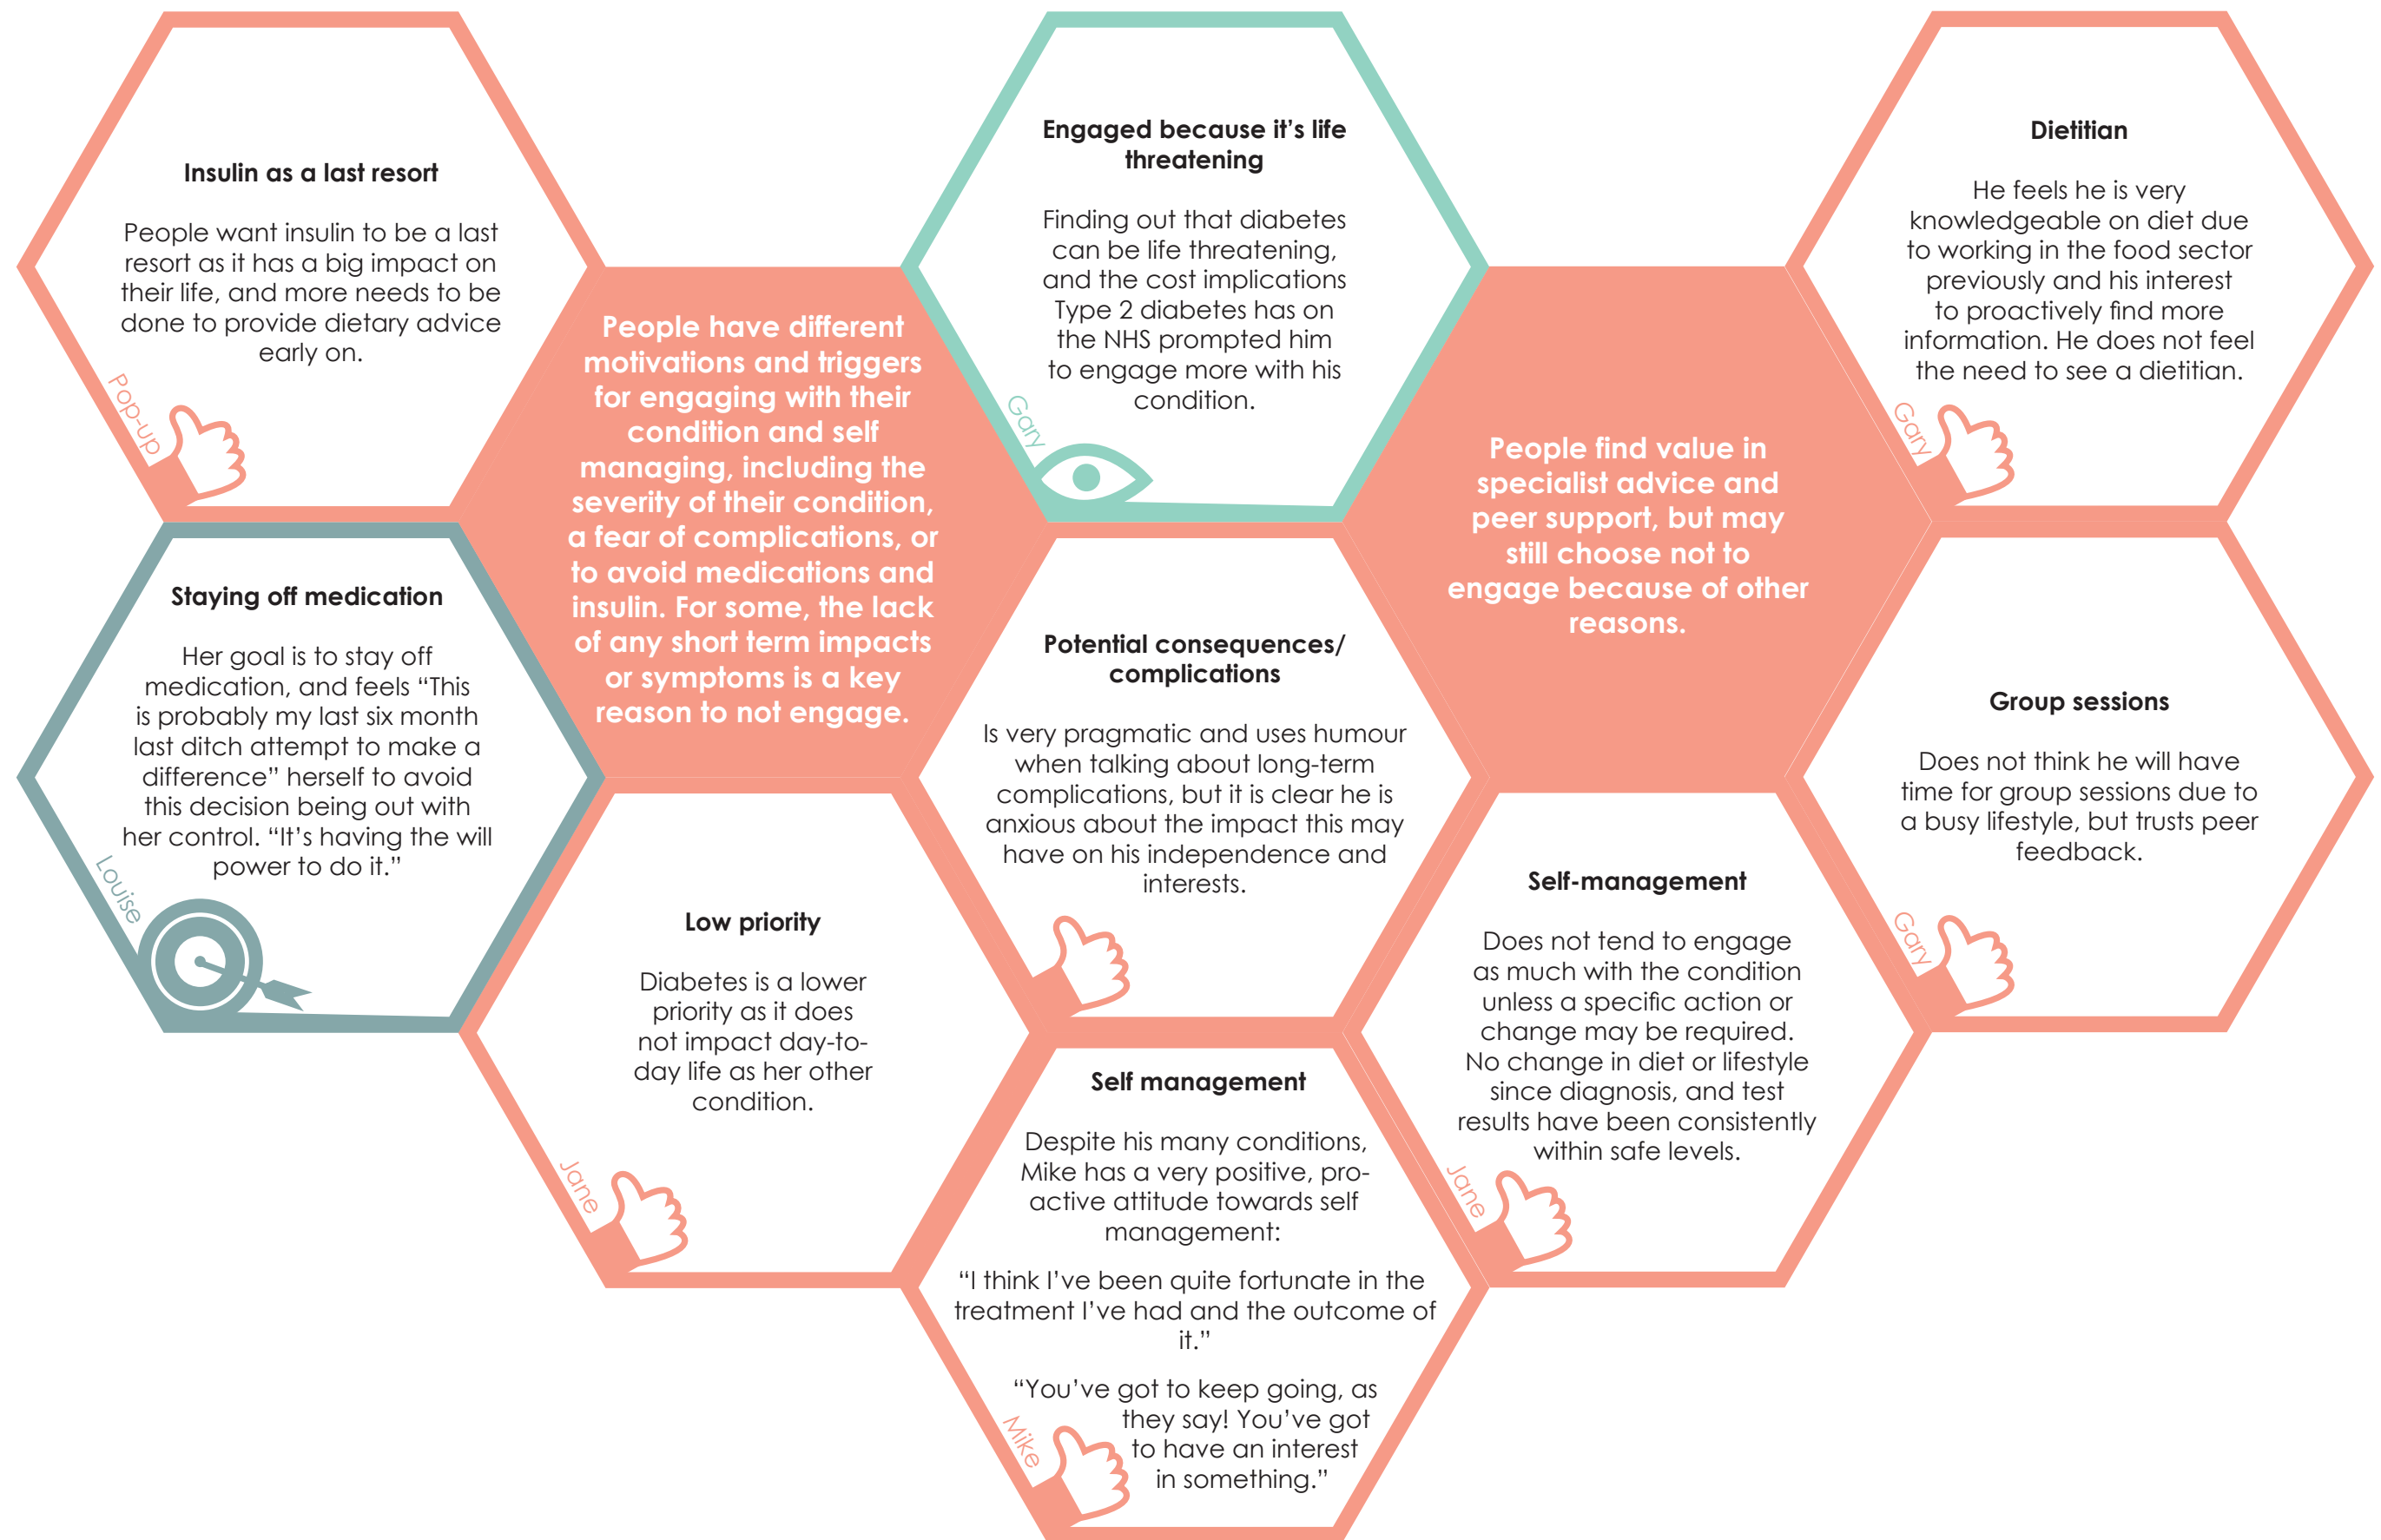 Insulin as a last resort
People want insulin to be a last
resort as it has a big impact on
their life, and more needs to be
done to provide dietary advice
early on.
Pop-up
Staying off medication
Her goal is to stay off
medication, and feels “This
is probably my last six month
last ditch attempt to make a
difference” herself to avoid
this decision being out with
her control. “It’s having the will
power to do it.”
Louise
People have different
motivations and triggers
for engaging with their
condition and self
managing, including the
severity of their condition,
a fear of complications, or
to avoid medications and
insulin. For some, the lack
of any short term impacts
or symptoms is a key
reason to not engage.
Low priority
Diabetes is a lower
priority as it does
not impact day-to-
day life as her other
condition.
Jane
Engaged because it’s life
threatening
Finding out that diabetes
can be life threatening,
and the cost implications
Type 2 diabetes has on
the NHS prompted him
to engage more with his
condition.
Gary
Potential consequences/
complications
Is very pragmatic and uses humour
when talking about long-term
complications, but it is clear he is
anxious about the impact this may
have on his independence and
interests.
Self management
Despite his many conditions,
Mike has a very positive, pro-
active attitude towards self
management:
“I think I’ve been quite fortunate in the
treatment I’ve had and the outcome of
it.”
“You’ve got to keep going, as
they say! You’ve got
to have an interest
in something.”
Mike
People find value in
specialist advice and
peer support, but may
still choose not to
engage because of other
reasons.
Self-management
Does not tend to engage
as much with the condition
unless a specific action or
change may be required.
No change in diet or lifestyle
since diagnosis, and test
results have been consistently
within safe levels.
Jane
Dietitian
He feels he is very
knowledgeable on diet due
to working in the food sector
previously and his interest
to proactively find more
information. He does not feel
the need to see a dietitian.
Gary
Group sessions
Does not think he will have
time for group sessions due to
a busy lifestyle, but trusts peer
feedback.
Gary